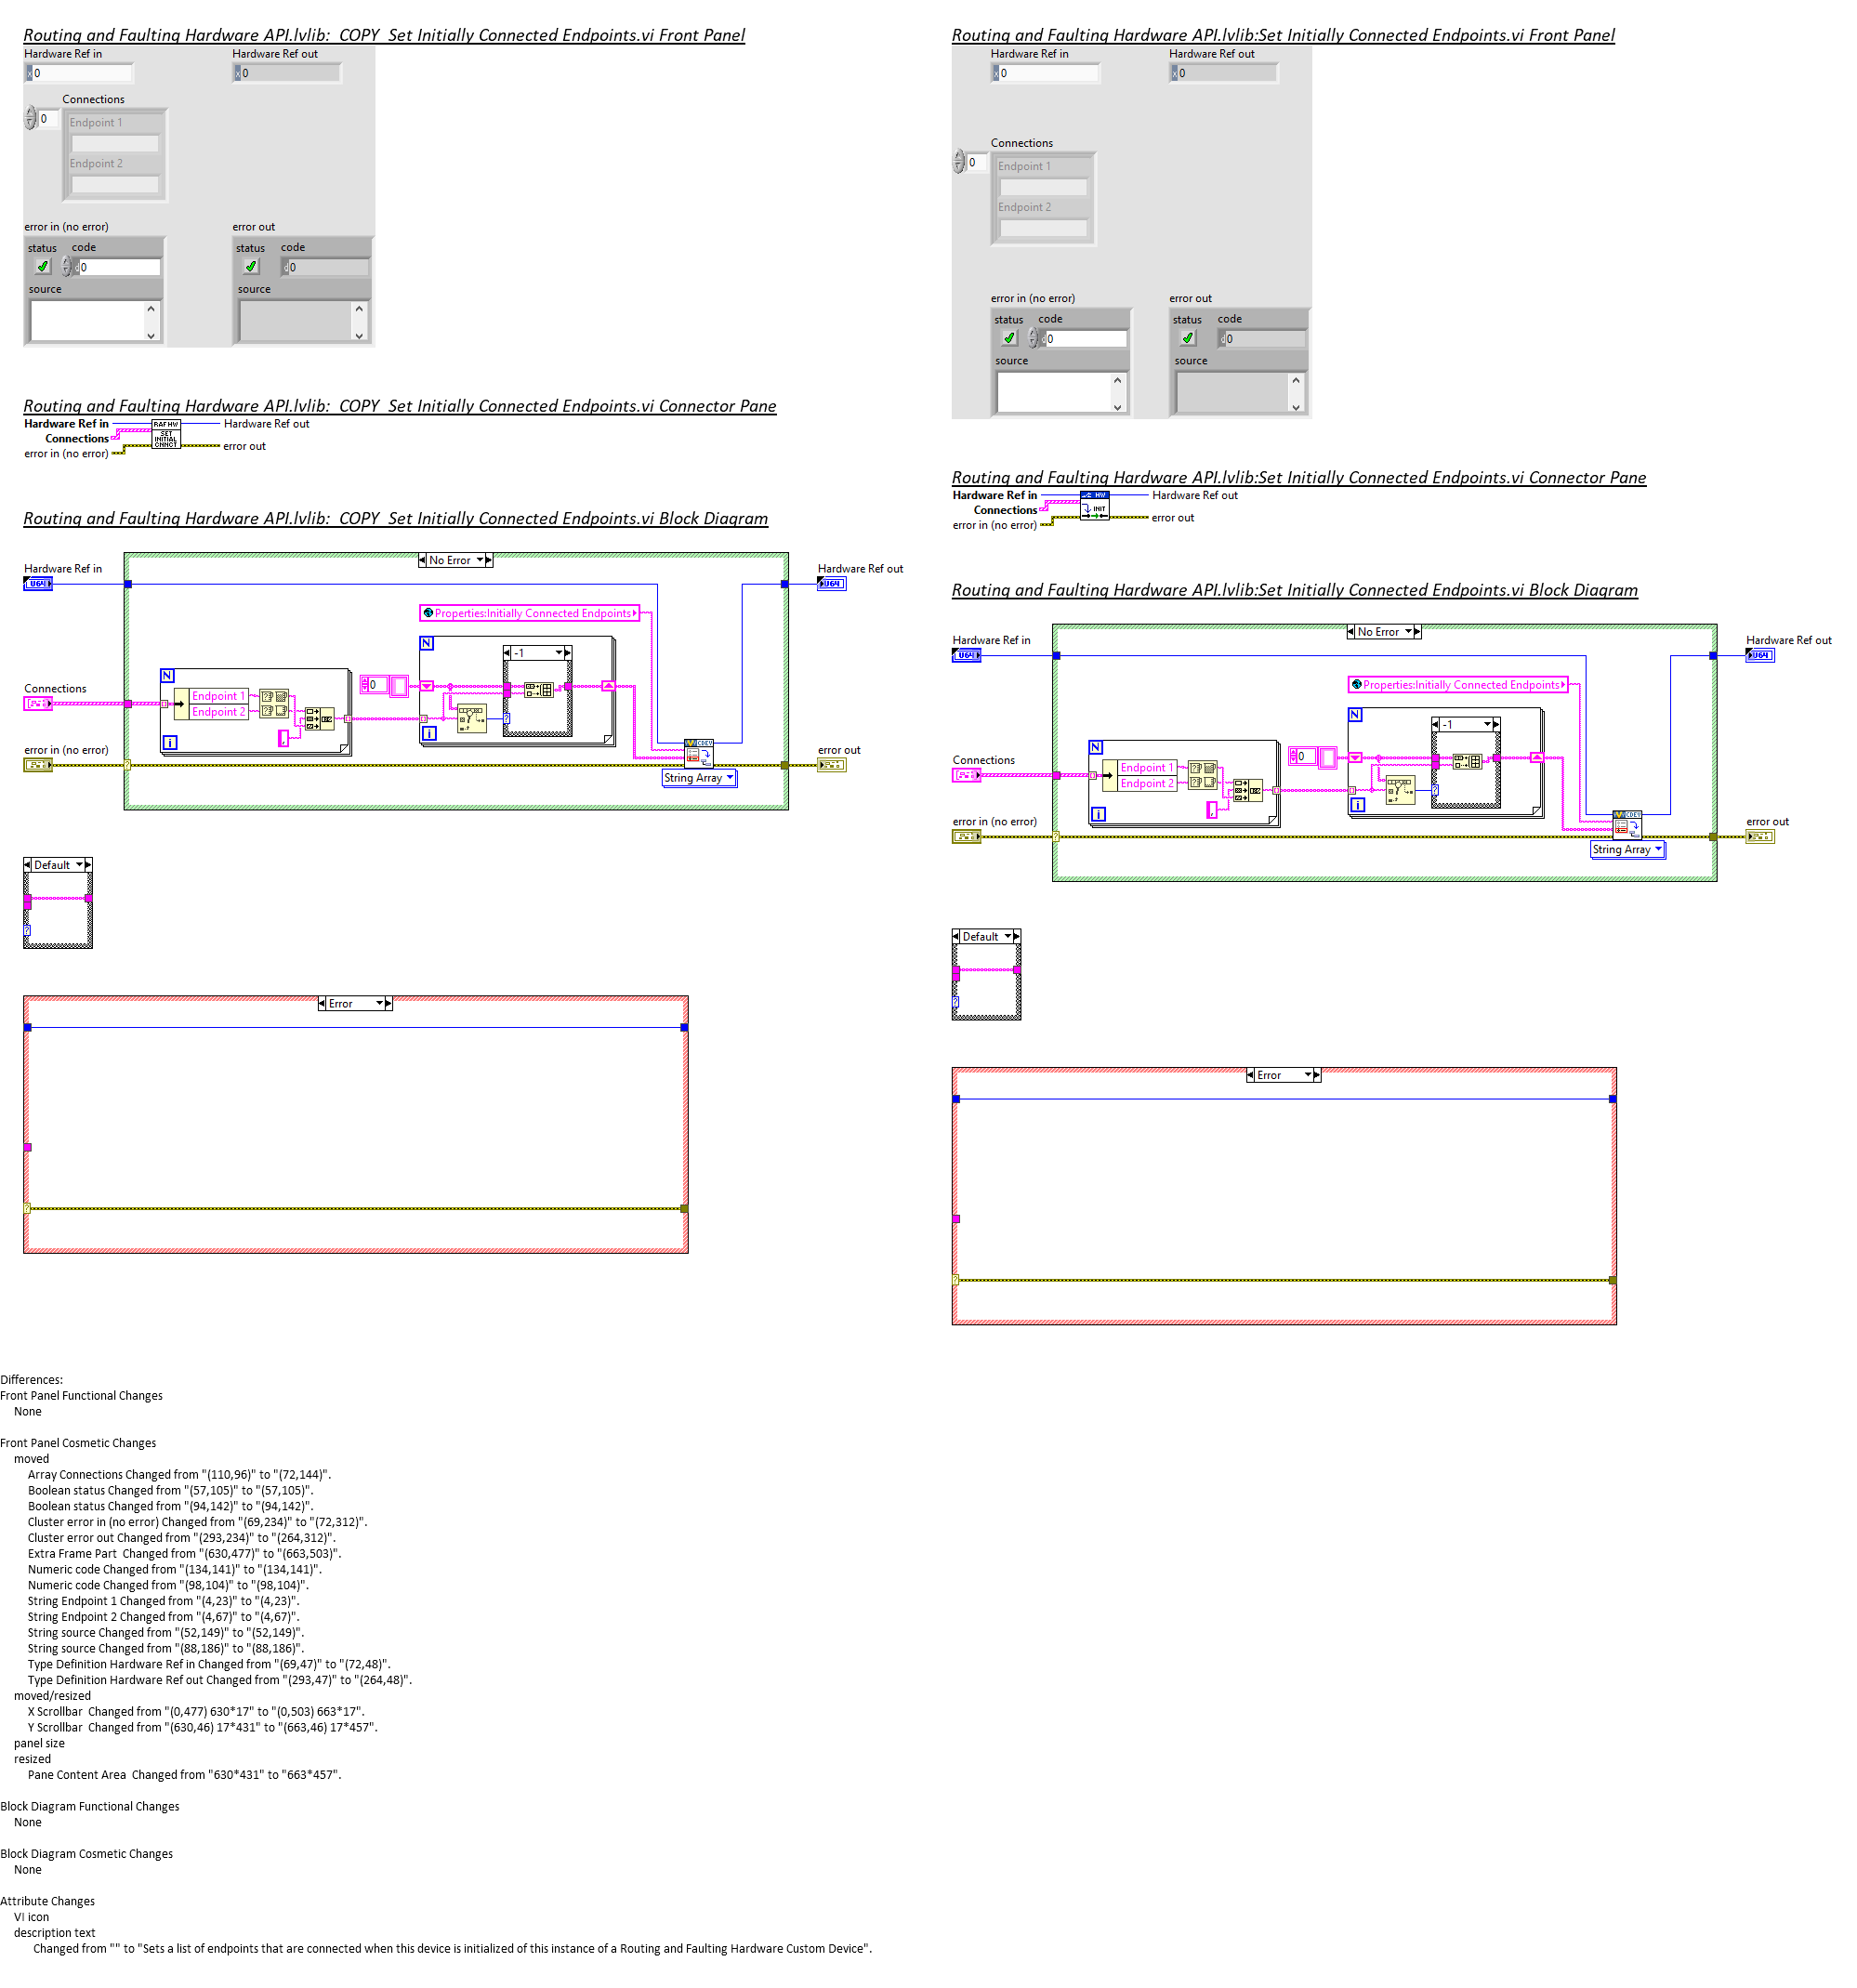 Routing and Faulting Hardware API.lvlib:_COPY_Set Initially Connected Endpoints.vi Front Panel
Hardware Ref in
Hardware Ref out
x 0
x 0
Connections
0
Endpoint 1
Endpoint 2
error in (no error)
error out
status code
status code
d 0
d 0
source
source
Routing and Faulting Hardware API.lvlib:_COPY_Set Initially Connected Endpoints.vi Connector Pane
Hardware Ref in
RAF HW
Hardware Ref out
Connections
SET
INITIAL
CNNCT
error in (no error)
error out
Routing and Faulting Hardware API.lvlib:_COPY_Set Initially Connected Endpoints.vi Block Diagram
No Error
Hardware Ref in
Hardware Ref out
U64
U64
Properties:Initially Connected Endpoints
N
-1
N
0
Connections
Endpoint 1
Endpoint 2
i
i
error in (no error)
CDEV
error out
String Array
Default
Error
Routing and Faulting Hardware API.lvlib:Set Initially Connected Endpoints.vi Front Panel
Hardware Ref in
Hardware Ref out
x 0
x 0
Connections
0
Endpoint 1
Endpoint 2
error in (no error)
error out
status code
status code
d 0
d 0
source
source
Routing and Faulting Hardware API.lvlib:Set Initially Connected Endpoints.vi Connector Pane
Hardware Ref in
HW
Hardware Ref out
Connections
INIT
error in (no error)
error out
Routing and Faulting Hardware API.lvlib:Set Initially Connected Endpoints.vi Block Diagram
No Error
Hardware Ref in
Hardware Ref out
U64
U64
Properties:Initially Connected Endpoints
N
-1
N
0
Connections
Endpoint 1
Endpoint 2
i
i
error in (no error)
CDEV
error out
String Array
Default
Error
Differences:
Front Panel Functional Changes
None
Front Panel Cosmetic Changes
moved
Array Connections Changed from "(110,96)" to "(72,144)".
Boolean status Changed from "(57,105)" to "(57,105)".
Boolean status Changed from "(94,142)" to "(94,142)".
Cluster error in (no error) Changed from "(69,234)" to "(72,312)".
Cluster error out Changed from "(293,234)" to "(264,312)".
Extra Frame Part  Changed from "(630,477)" to "(663,503)".
Numeric code Changed from "(134,141)" to "(134,141)".
Numeric code Changed from "(98,104)" to "(98,104)".
String Endpoint 1 Changed from "(4,23)" to "(4,23)".
String Endpoint 2 Changed from "(4,67)" to "(4,67)".
String source Changed from "(52,149)" to "(52,149)".
String source Changed from "(88,186)" to "(88,186)".
Type Definition Hardware Ref in Changed from "(69,47)" to "(72,48)".
Type Definition Hardware Ref out Changed from "(293,47)" to "(264,48)".
moved/resized
X Scrollbar  Changed from "(0,477) 630*17" to "(0,503) 663*17".
Y Scrollbar  Changed from "(630,46) 17*431" to "(663,46) 17*457".
panel size
resized
Pane Content Area  Changed from "630*431" to "663*457".
Block Diagram Functional Changes
None
Block Diagram Cosmetic Changes
None
Attribute Changes
VI icon
description text
Changed from "" to "Sets a list of endpoints that are connected when this device is initialized of this instance of a Routing and Faulting Hardware Custom Device".